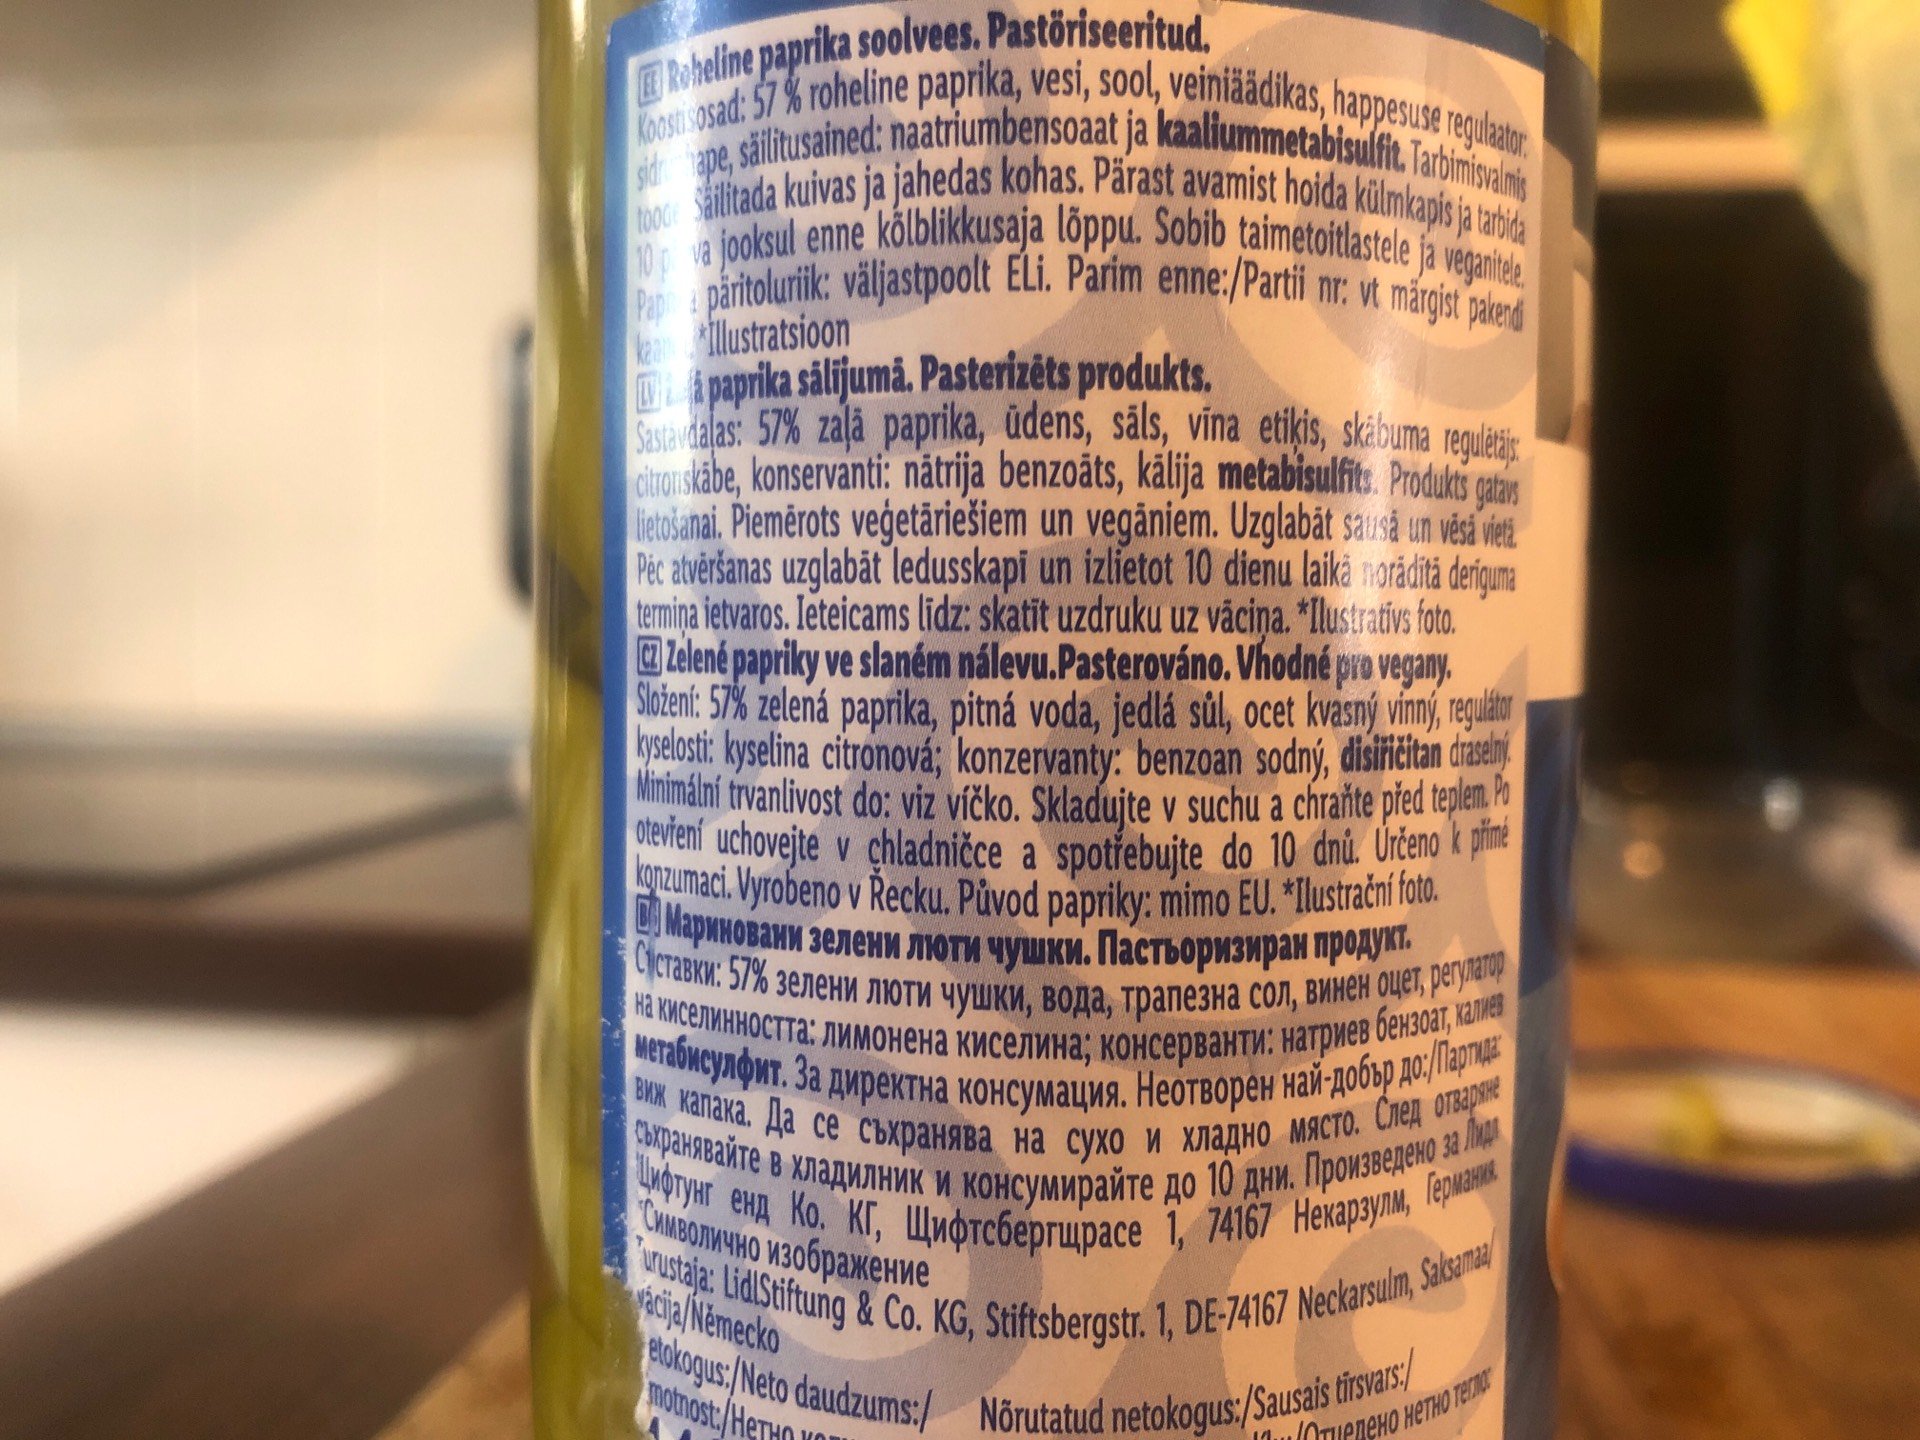 EE Roheline paprika soolvees. Pastöriseeritud.
Koostisosad: 57 % roheline paprika, vesi, sool, veiniäädikas, happesuse regulaator:
säilitusained: naatriumbensoaat ja kaaliummetabisulfit. Tarbimisvalmis
Säilitada kuivas ja jahedas kohas. Pärast avamist hoida külmkapis ja tarbida
10 jooksul enne kõlblikkusaja lõppu. Sobib taimetoitlastele ja veganitele.
päritoluriik: väljastpoolt ELi. Parim enne:/Partii nr: vt märgist pakendi
*Illustratsioon
LV paprika sālījumā. Pasterizēts produkts.
Sastāvdaļas: 57% zaļā paprika, ūdens, sāls, vīna etiķis, skābuma regulētājs:
citronskābe, konservanti: nātrija benzoāts, kālija metabisulfīts. Produkts gatavs
lietošanai. Piemērots veģetāriešiem un vegāniem. Uzglabāt sausā un vēsā vietā.
Pēc atvēršanas uzglabāt ledusskapī un izlietot 10 dienu laikā norādītā derīguma
termiņa ietvaros. Ieteicams līdz: skatīt uzdruku uz vāciņa. *Ilustratīvs foto.
CZ Zelené papriky ve slaném nálevu.Pasterováno. Vhodné pro vegany.
Složení: 57% zelená paprika, pitná voda, jedlá sůl, ocet kvasný vinný, regulátor
kyselosti: kyselina citronová; konzervanty: benzoan sodný, disiřičitan draselný.
Minimální trvanlivost do: viz víčko. Skladujte v suchu a chraňte před teplem. Po
otevření uchovejte v chladničce a spotřebujte do 10 dnů. Určeno k přímé
konzumaci. Vyrobeno v Řecku. Původ papriky: mimo EU. *Ilustrační foto.
BG Мариновани зелени люти чушки. Пастьоризиран продукт.
Съставки: 57% зелени люти чушки, вода, трапезна сол, винен оцет, регулатор
на киселинността: лимонена киселина; консерванти: натриев бензоат, калиев
метабисулфит. За директна консумация. Неотворен най-добър до:/Партида:
виж капака. Да се съхранява на сухо и хладно място. След отваряне
съхранявайте в хладилник и консумирайте до 10 дни. Произведено за Лидл
Щифтунг енд Ко. КГ, Щифтсбергщрасе 1, 74167 Некарзулм, Германия.
*Символично изображение
Turustaja: LidlStiftung & Co. KG, Stiftsbergstr. 1, DE-74167 Neckarsulm, Saksamaa/
Vācija/Německo
etokogus:/Neto daudzums:/ Nõrutatud netokogus:/Sausais tīrsvars:/
motnost:/Нетно /Отцедено нетно тегло: